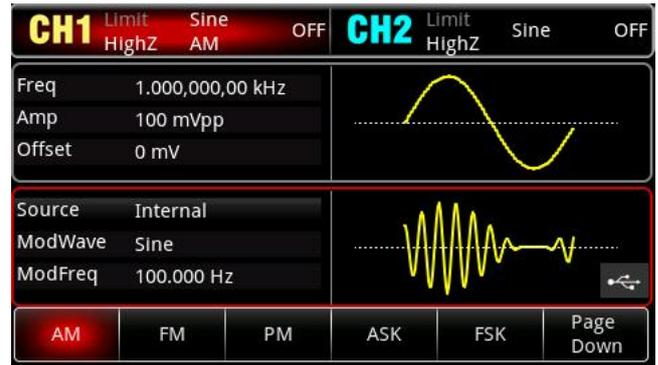 CH1 Limit Sine OFF CH2 Limit Sine OFF
HighZ AM HighZ
Freq 1.000,000,00 kHz
Amp 100 mVpp
Offset 0 mV
Source Internal
ModWave Sine
ModFreq 100.000 Hz
AM FM PM ASK FSK Page Down